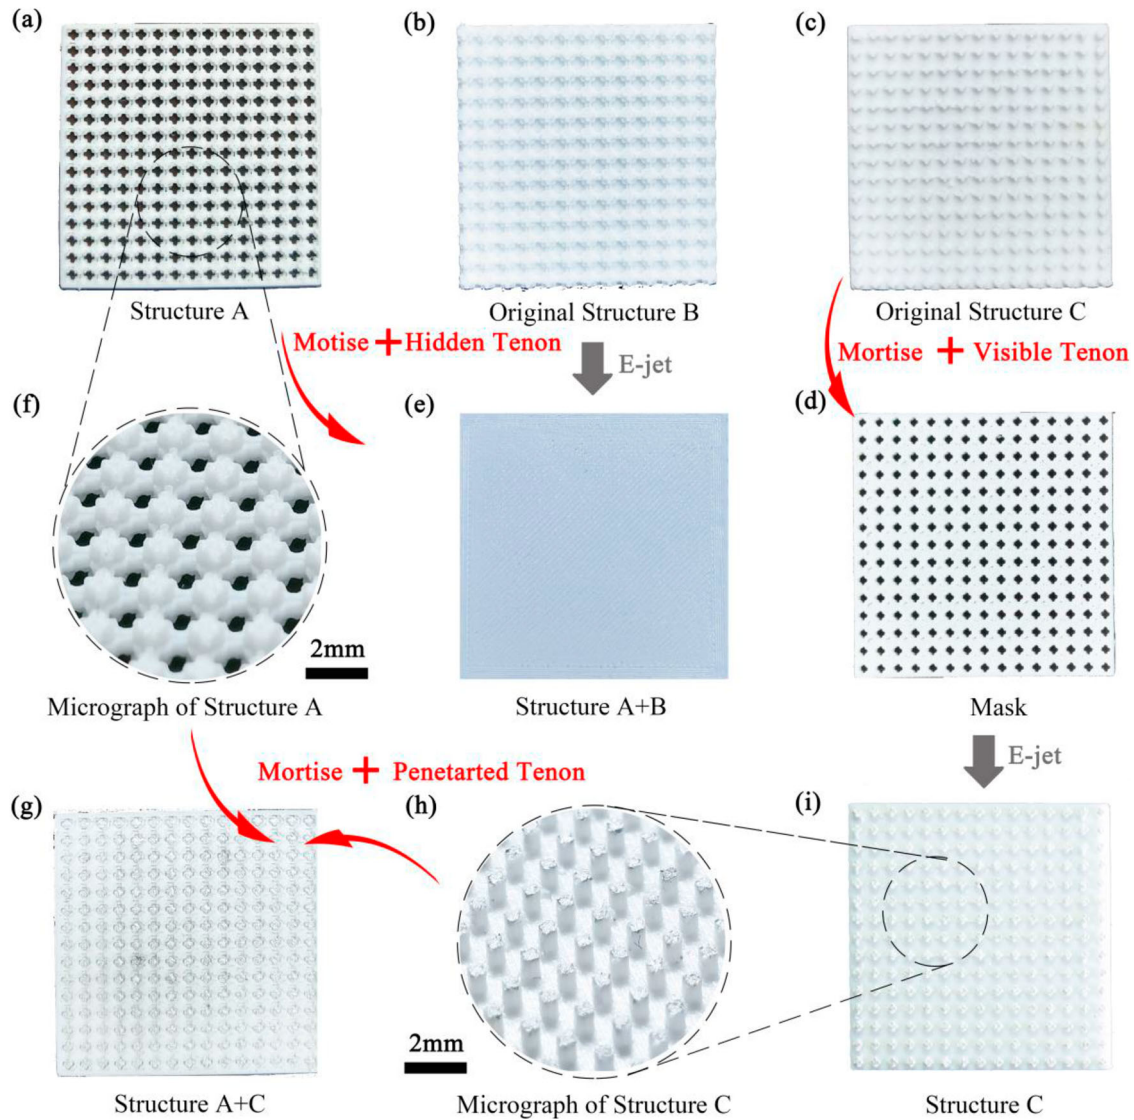 (a)
(b)
(c)
Structure A
Original Structure B
Original Structure C
Motise + Hidden Tenon
E-jet
Mortise + Visible Tenon
(f)
(e)
(d)
2mm
Micrograph of Structure A
Structure A+B
Mask
Mortise + Penetarted Tenon
E-jet
(g)
(h)
(i)
2mm
Structure A+C
Micrograph of Structure C
Structure C